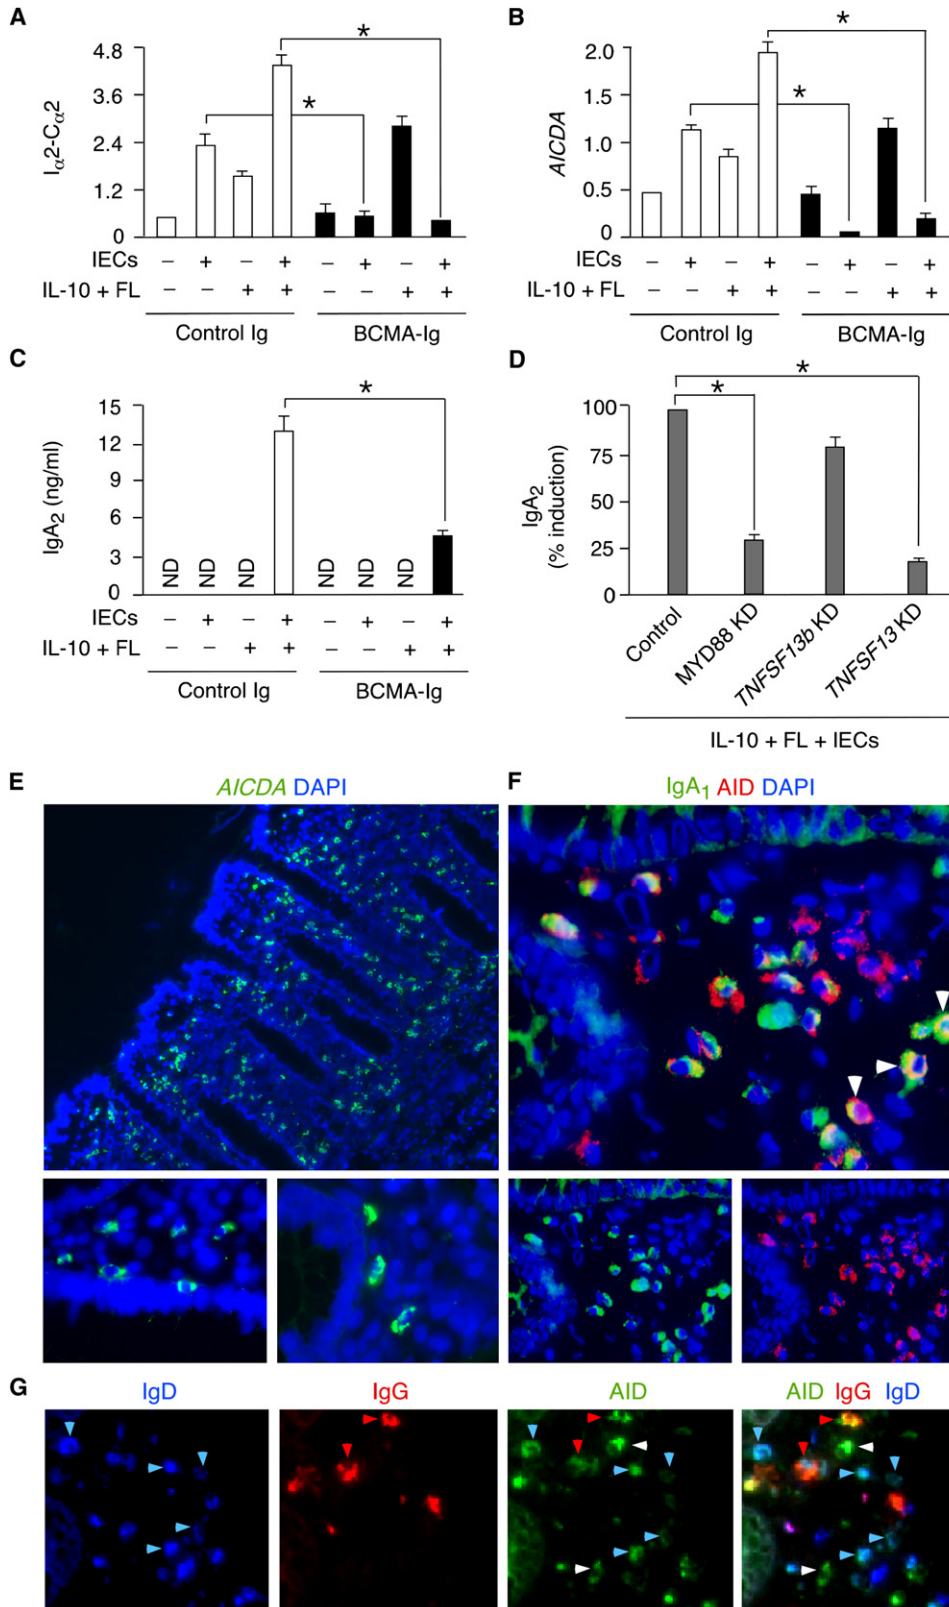 A
4.8
3.6
2.4
1.2
0
Iα2-Cα2
*
*
IECs – + – + – + – +
IL-10 + FL – – + + – – + +
Control Ig BCMA-Ig
B
2.0
1.5
1.0
0.5
0
AICDA
*
*
IECs – + – + – + – +
IL-10 + FL – – + + – – + +
Control Ig BCMA-Ig
C
15
12
9
6
3
0
IgA2 (ng/ml)
*
ND ND ND ND ND ND
IECs – + – + – + – +
IL-10 + FL – – + + – – + +
Control Ig BCMA-Ig
D
100
75
50
25
0
IgA2
(% induction)
*
*
Control
MYD88 KD
TNFSF13b KD
TNFSF13 KD
IL-10 + FL + IECs
E
AICDA DAPI
F
IgA1 AID DAPI
G
IgD
IgG
AID
AID IgG IgD